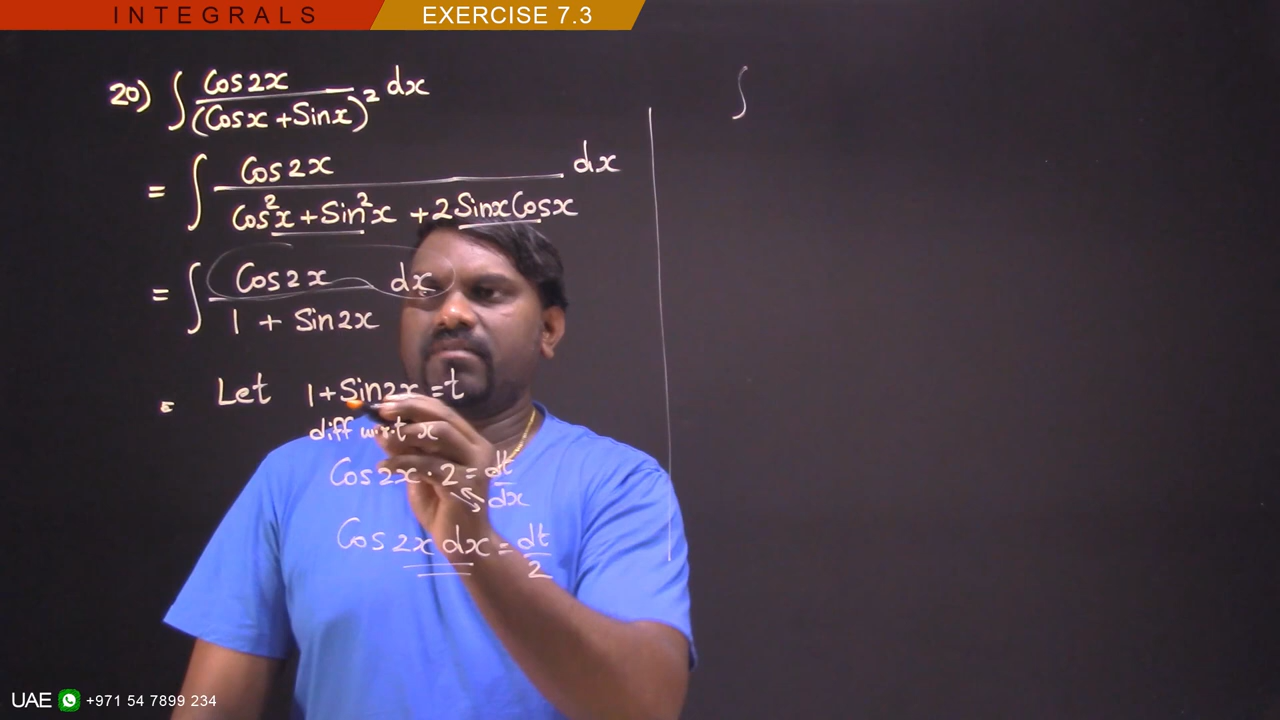 INTEGRALS EXERCISE 7.3
20) ∫ Cos2x / (Cosx + Sinx)² dx
= ∫ Cos2x / Cos²x + Sin²x + 2SinxCosx dx
= ∫ Cos2x / 1 + Sin2x dx
Let 1+Sin2x = t
diff w.r.t x
Cos2x · 2 = dt/dx
Cos2x dx = dt/2
∫
UAE +971 54 7899 234